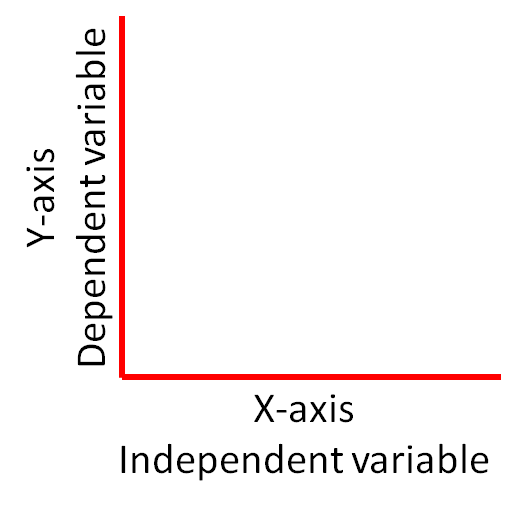 Y-axis
Dependent variable
X-axis
Independent variable